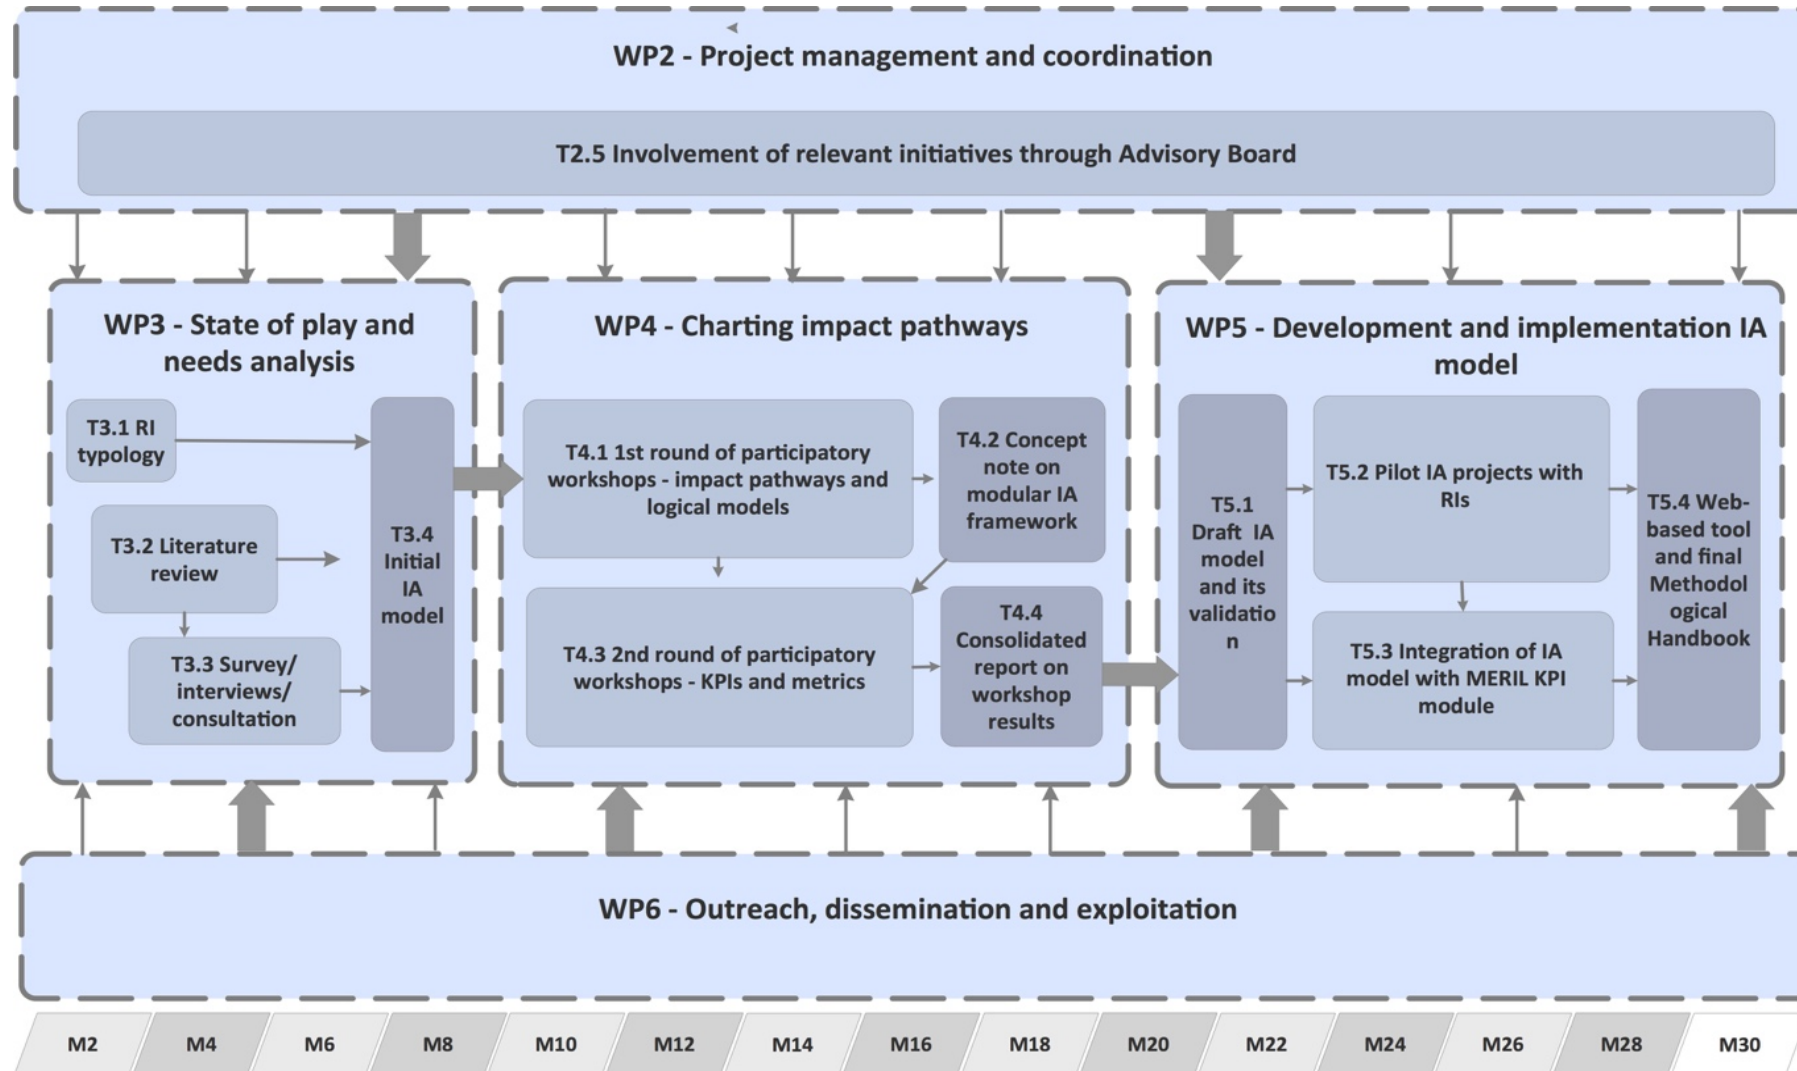 WP2 - Project management and coordination
T2.5 Involvement of relevant initiatives through Advisory Board
WP3 - State of play and
needs analysis
T3.1 RI
typology
T3.2 Literature
review
T3.3 Survey/
interviews/
consultation
T3.4
Initial
IA
model
WP4 - Charting impact pathways
T4.1 1st round of participatory
workshops - impact pathways and
logical models
T4.2 Concept
note on
modular IA
framework
T4.3 2nd round of participatory
workshops - KPIs and metrics
T4.4
Consolidated
report on
workshop
results
WP5 - Development and implementation IA
model
T5.1
Draft IA
model
and its
validatio
n
T5.2 Pilot IA projects with
RIs
T5.3 Integration of IA
model with MERIL KPI
module
T5.4 Web-
based tool
and final
Methodol
ogical
Handbook
WP6 - Outreach, dissemination and exploitation
M2 M4 M6 M8 M10 M12 M14 M16 M18 M20 M22 M24 M26 M28 M30